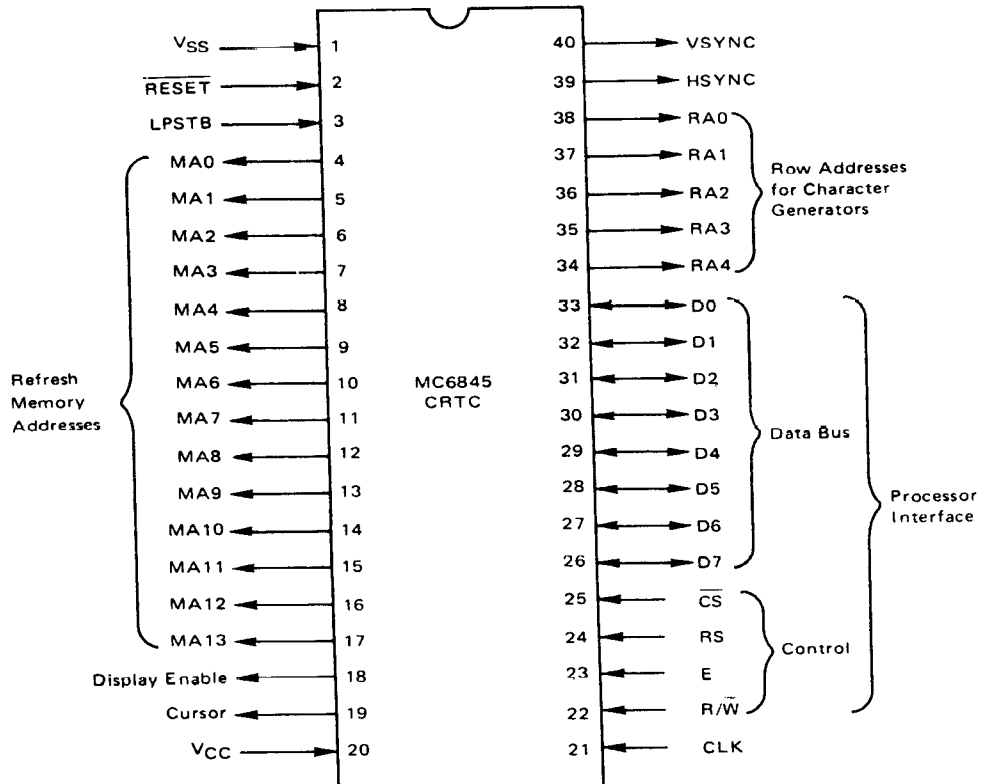 VSS 1
RESET 2
LPSTB 3
MA0 4
MA1 5
MA2 6
MA3 7
MA4 8
MA5 9
MA6 10
MA7 11
MA8 12
MA9 13
MA10 14
MA11 15
MA12 16
MA13 17
Display Enable 18
Cursor 19
VCC 20
Refresh
Memory
Addresses
MC6845
CRTC
40 VSYNC
39 HSYNC
38 RA0
37 RA1
36 RA2
35 RA3
34 RA4
Row Addresses
for Character
Generators
33 D0
32 D1
31 D2
30 D3
29 D4
28 D5
27 D6
26 D7
Data Bus
25 CS
24 RS
23 E
22 R/W
Control
Processor
Interface
21 CLK